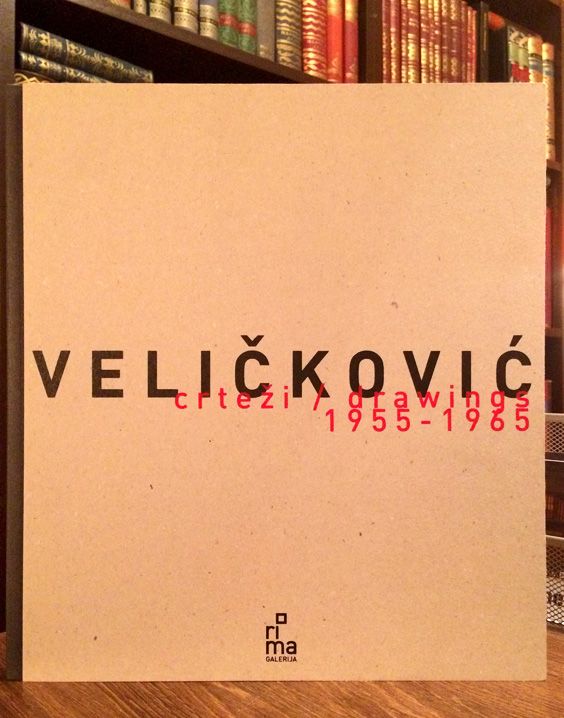 VELIČKOVIĆ
crteži / drawings
1955-1965
ri
ma
GALERIJA